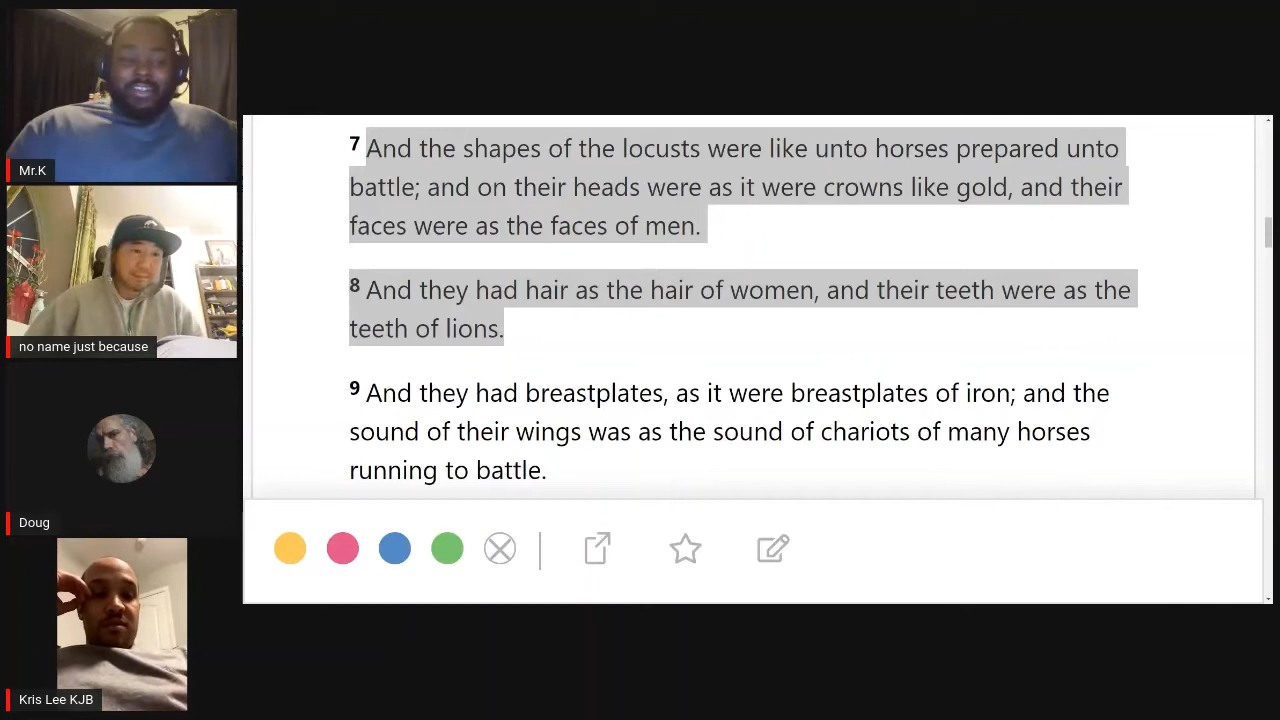 Mr.K
no name just because
Doug
Kris Lee KJB
7 And the shapes of the locusts were like unto horses prepared unto
battle; and on their heads were as it were crowns like gold, and their
faces were as the faces of men.
8 And they had hair as the hair of women, and their teeth were as the
teeth of lions.
9 And they had breastplates, as it were breastplates of iron; and the
sound of their wings was as the sound of chariots of many horses
running to battle.